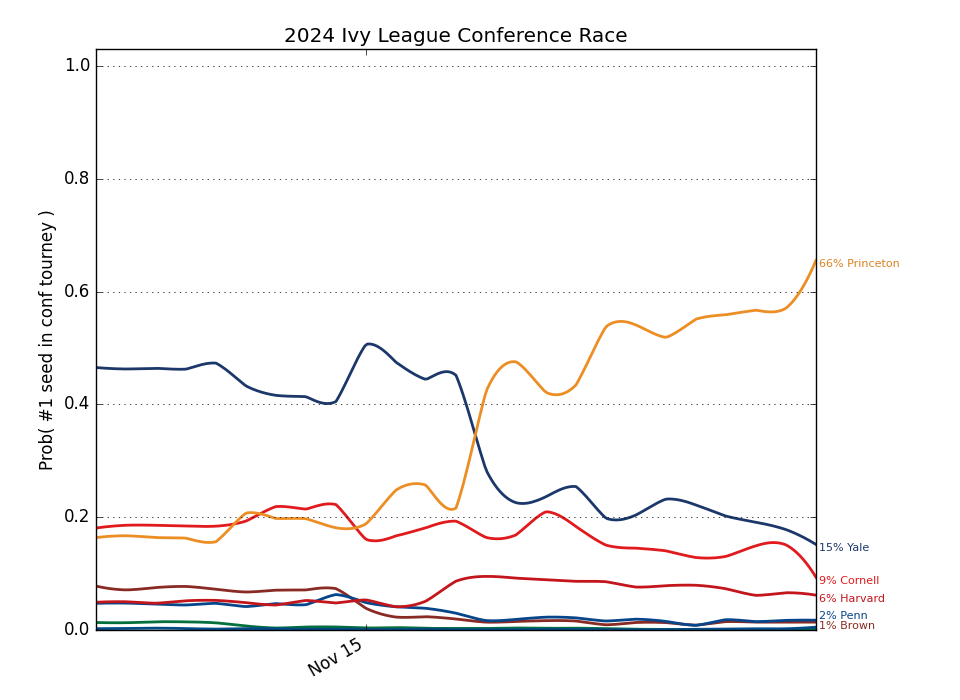 2024 Ivy League Conference Race
1.0
0.8
0.6
0.4
0.2
0.0
Prob( #1 seed in conf tourney )
Nov 15
66% Princeton
15% Yale
9% Cornell
6% Harvard
2% Penn
1% Brown